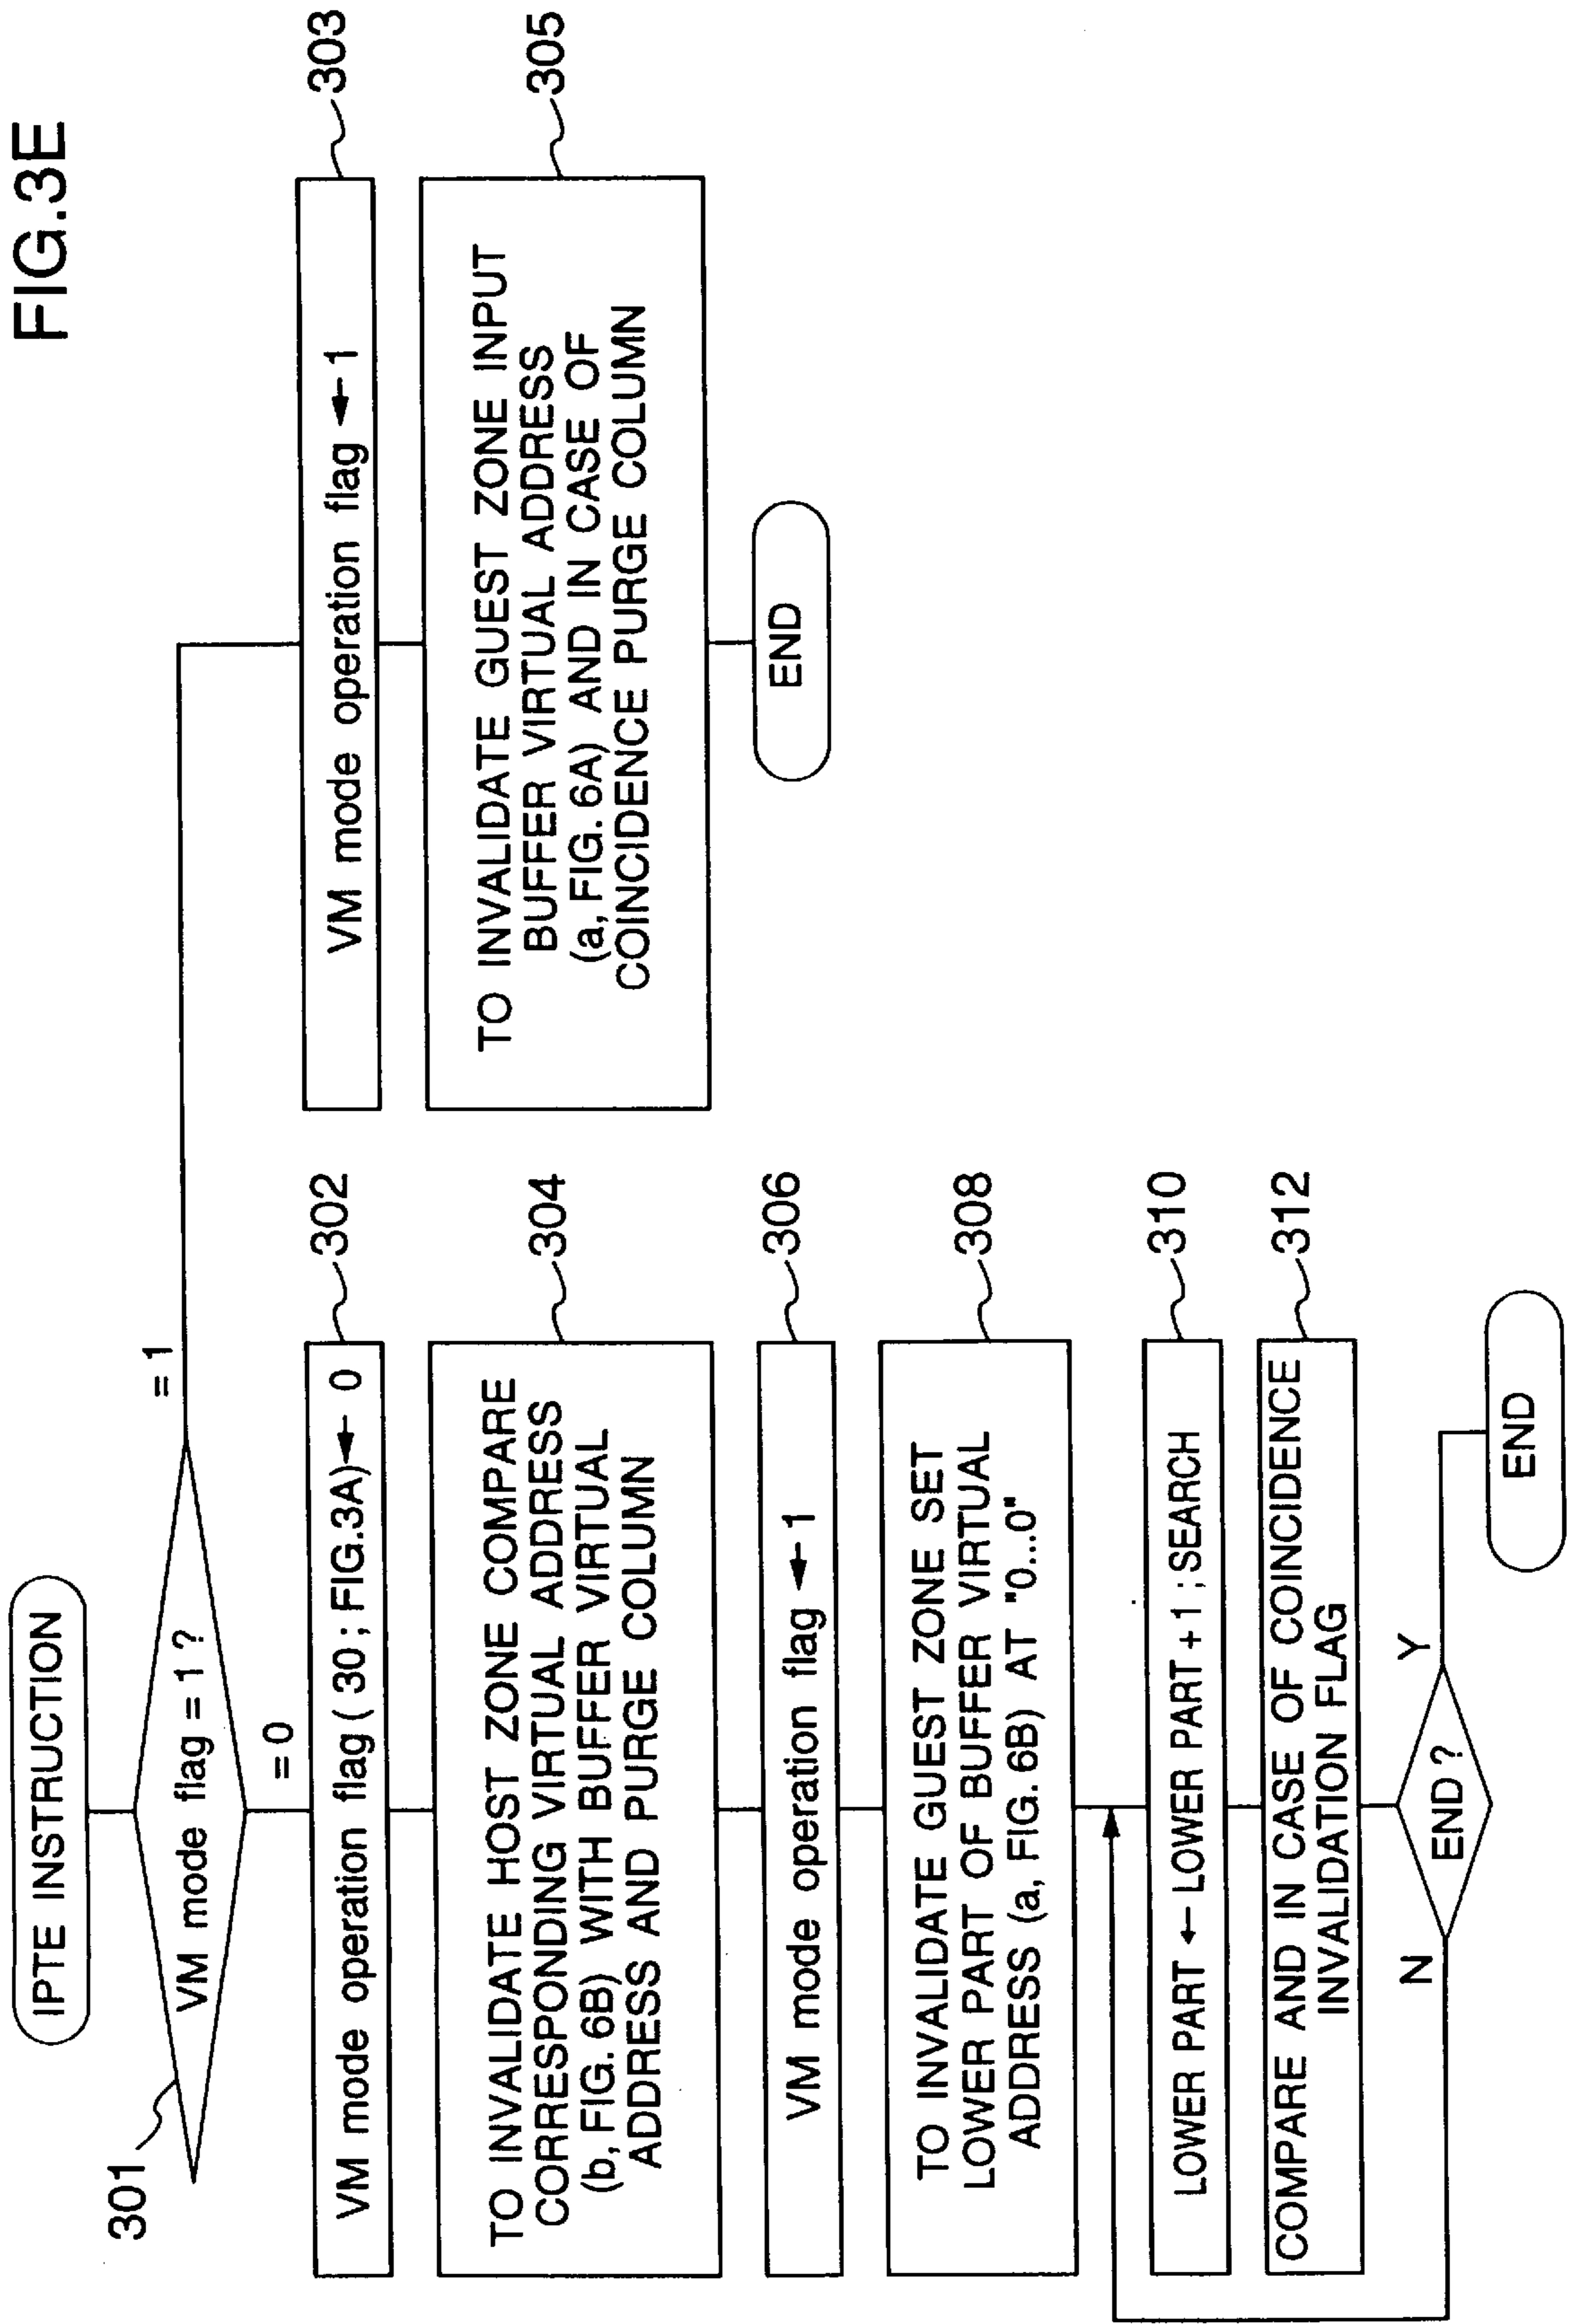 FIG.3E
IPTE INSTRUCTION
301
VM mode flag = 1 ?
= 1
= 0
VM mode operation flag ( 30 ; FIG.3A) ← 0
302
TO INVALIDATE HOST ZONE COMPARE
CORRESPONDING VIRTUAL ADDRESS
(b, FIG. 6B) WITH BUFFER VIRTUAL
ADDRESS AND PURGE COLUMN
304
VM mode operation flag ← 1
306
TO INVALIDATE GUEST ZONE SET
LOWER PART OF BUFFER VIRTUAL
ADDRESS (a, FIG. 6B) AT "0...0"
308
LOWER PART ← LOWER PART +1 ; SEARCH
310
COMPARE AND IN CASE OF COINCIDENCE
INVALIDATION FLAG
312
END ?
N
Y
END
VM mode operation flag ← 1
303
TO INVALIDATE GUEST ZONE INPUT
BUFFER VIRTUAL ADDRESS
(a, FIG. 6A) AND IN CASE OF
COINCIDENCE PURGE COLUMN
305
END